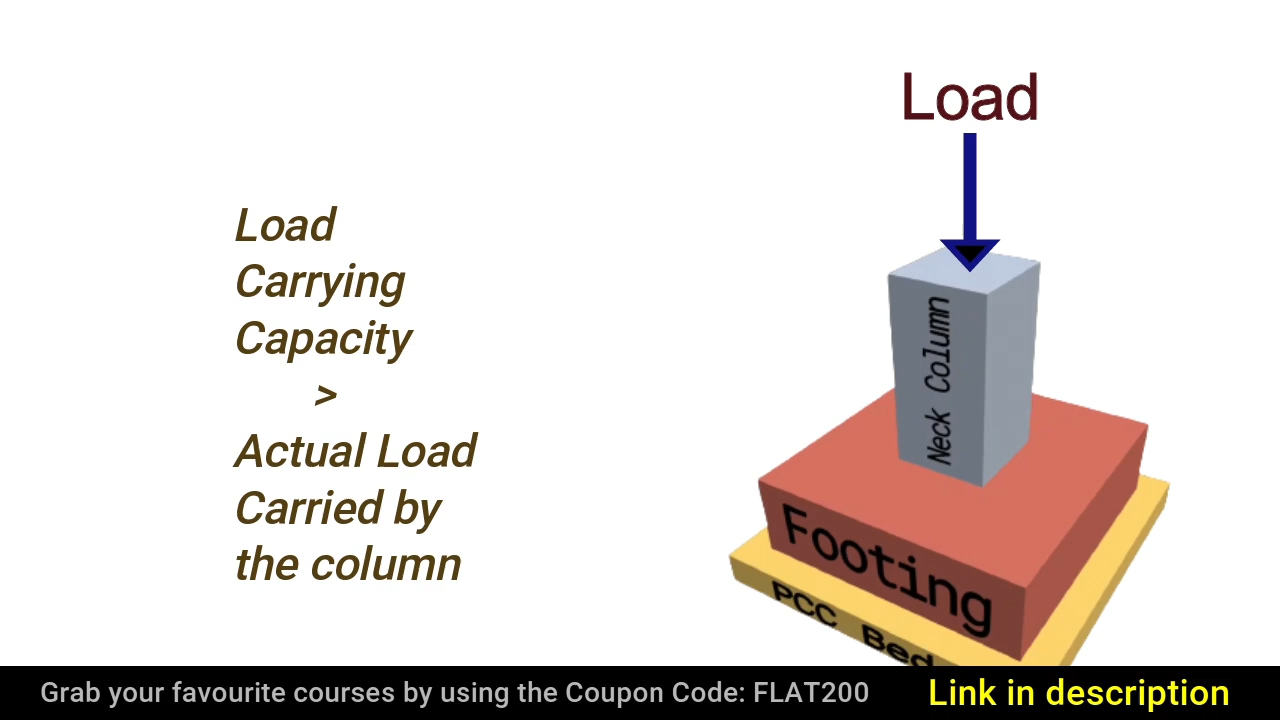 Load
Load
Carrying
Capacity
>
Actual Load
Carried by
the column
Neck Column
Footing
PCC Bed
Grab your favourite courses by using the Coupon Code: FLAT200
Link in description